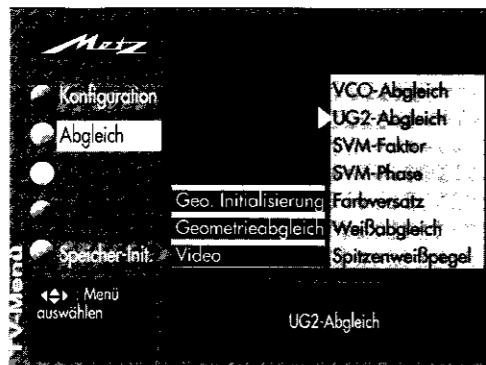 Metz
Konfiguration
Abgleich
Speicher-Init.
Geo. Initialisierung
Geometrieabgleich
Video
VCO-Abgleich
UG2-Abgleich
SVM-Faktor
SVM-Phase
Farbversatz
Weißabgleich
Spitzenweißpegel
TV-Menü
: Menü
auswählen
UG2-Abgleich